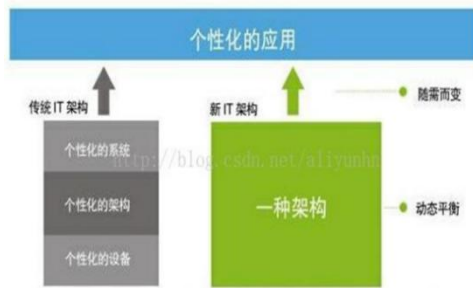 个性化的应用
随需而变
传统 IT 架构
新 IT 架构
个性化的系统
http://blog.csdn.net/aliyunhn
个性化的架构
一种架构
动态平衡
个性化的设备